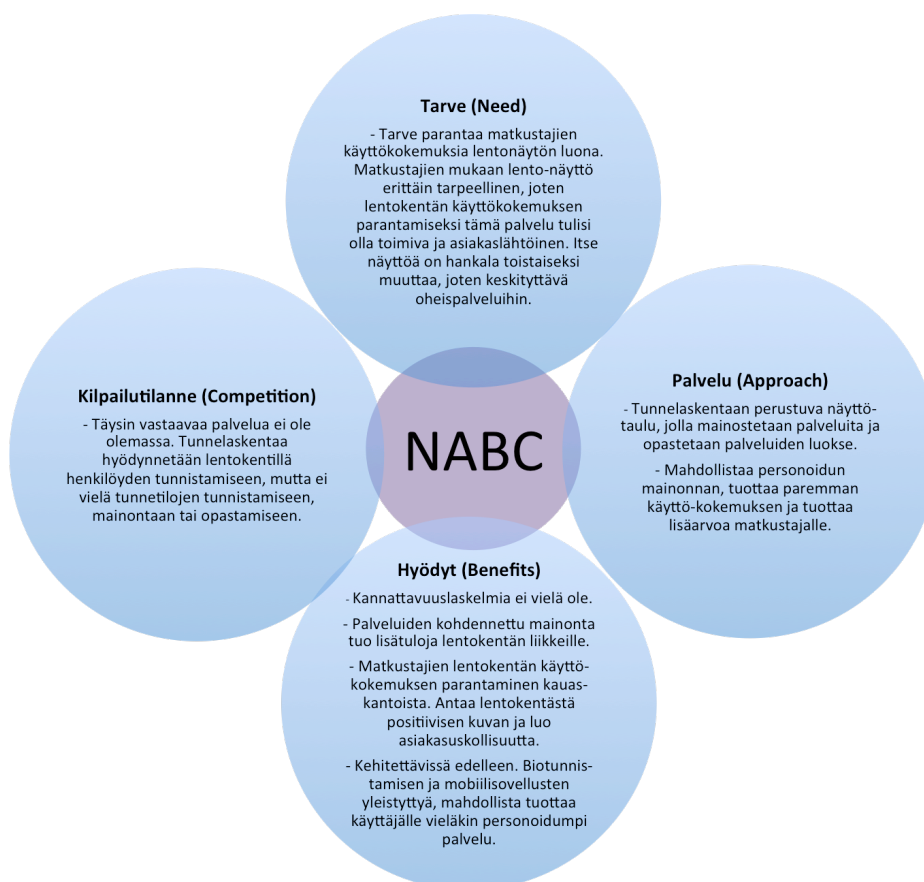 Tarve (Need)
- Tarve parantaa matkustajien
käyttökokemuksia lentonäytön luona.
Matkustajien mukaan lento-näyttö
erittäin tarpeellinen, joten
lentokentän käyttökokemuksen
parantamiseksi tämä palvelu tulisi
olla toimiva ja asiakaslähtöinen. Itse
näyttöä on hankala toistaiseksi
muuttaa, joten keskityttävä
oheispalveluihin.
Kilpailutilanne (Competition)
- Täysin vastaavaa palvelua ei ole
olemassa. Tunnelaskentaa
hyödynnetään lentokentillä
henkilöyden tunnistamiseen, mutta ei
vielä tunnetilojen tunnistamiseen,
mainontaan tai opastamiseen.
NABC
Palvelu (Approach)
- Tunnelaskentaan perustuva näyttö-
taulu, jolla mainostetaan palveluita ja
opastetaan palveluiden luokse.
- Mahdollistaa personoidun
mainonnan, tuottaa paremman
käyttö-kokemuksen ja tuottaa
lisäarvoa matkustajalle.
Hyödyt (Benefits)
- Kannattavuuslaskelmia ei vielä ole.
- Palveluiden kohdennettu mainonta
tuo lisätuloja lentokentän liikkeille.
- Matkustajien lentokentän käyttö-
kokemuksen parantaminen kauas-
kantoista. Antaa lentokentästä
positiivisen kuvan ja luo
asiakasuskollisuutta.
- Kehitettävissä edelleen. Biotunnis-
tamisen ja mobiilisovellusten
yleistyttyä, mahdollista tuottaa
käyttäjälle vieläkin personoidumpi
palvelu.